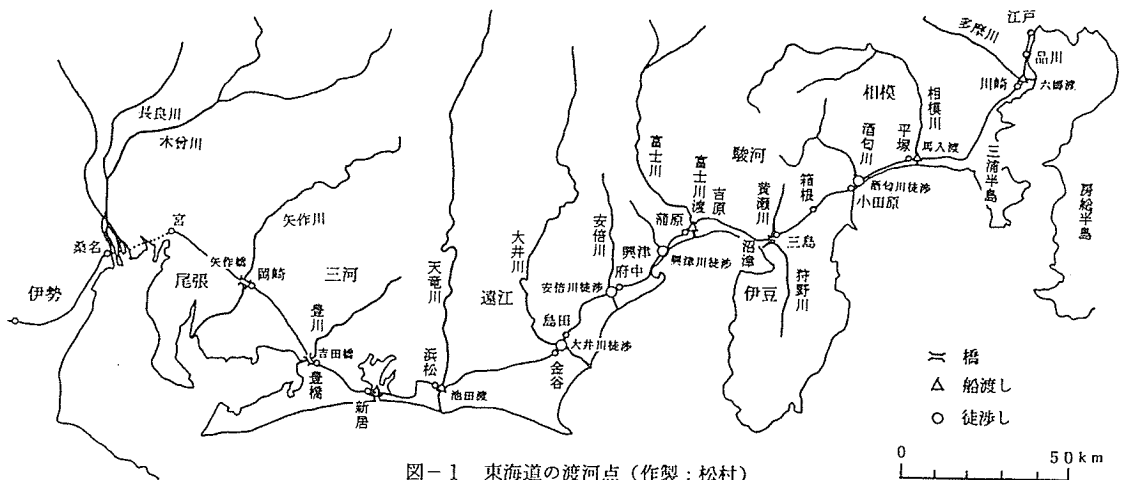 江戸
品川
多摩川
川崎
六郷渡
相模
相模川
酒匂川
平塚
馬入渡
三浦半島
房総半島
酒匂川徒渉
小田原
箱根
駿河
黄瀬川
三島
沼津
狩野川
伊豆
富士川
富士川渡
吉原
蒲原
興津
興津川徒渉
府中
安倍川
安倍川徒渉
大井川
遠江
島田
大井川徒渉
金谷
天竜川
浜松
池田渡
新居
三河
豊川
吉田橋
豊橋
矢作川
矢作橋
岡崎
尾張
宮
桑名
伊勢
長良川
木曽川
橋
船渡し
徒渉し
0 50km
図-1 東海道の渡河点(作製:松村)